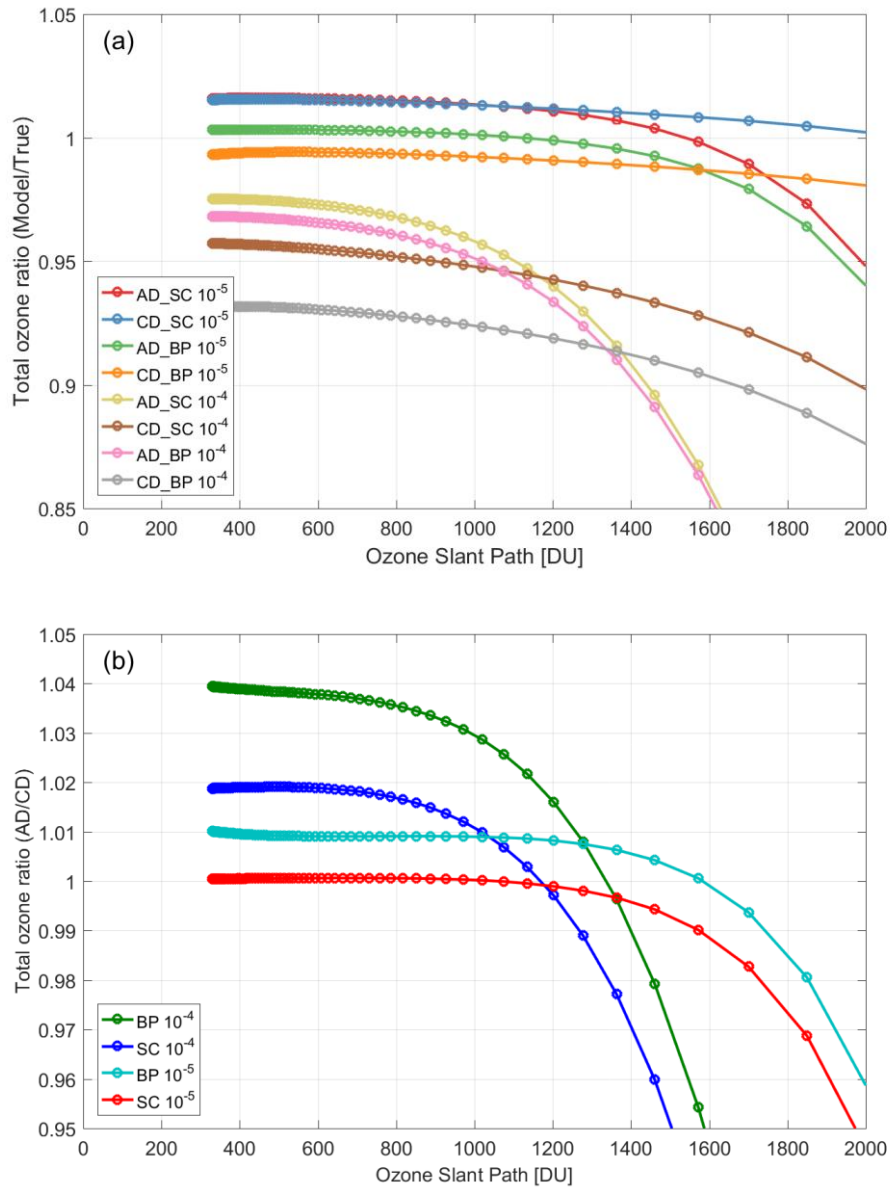 (a)
1.05
1
0.95
0.9
0.85
Total ozone ratio (Model/True)
AD_SC 10^-5
CD_SC 10^-5
AD_BP 10^-5
CD_BP 10^-5
AD_SC 10^-4
CD_SC 10^-4
AD_BP 10^-4
CD_BP 10^-4
0 200 400 600 800 1000 1200 1400 1600 1800 2000
Ozone Slant Path [DU]
(b)
1.05
1.04
1.03
1.02
1.01
1
0.99
0.98
0.97
0.96
0.95
Total ozone ratio (AD/CD)
BP 10^-4
SC 10^-4
BP 10^-5
SC 10^-5
0 200 400 600 800 1000 1200 1400 1600 1800 2000
Ozone Slant Path [DU]